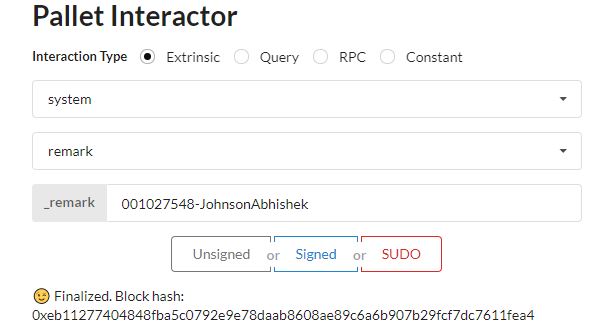 Pallet Interactor
Interaction Type Extrinsic Query RPC Constant
system
remark
_remark 001027548-JohnsonAbhishek
Unsigned or Signed or SUDO
😉 Finalized. Block hash:
0xeb11277404848fba5c0792e9e78daab8608ae89c6a6b907b29fcf7dc7611fea4